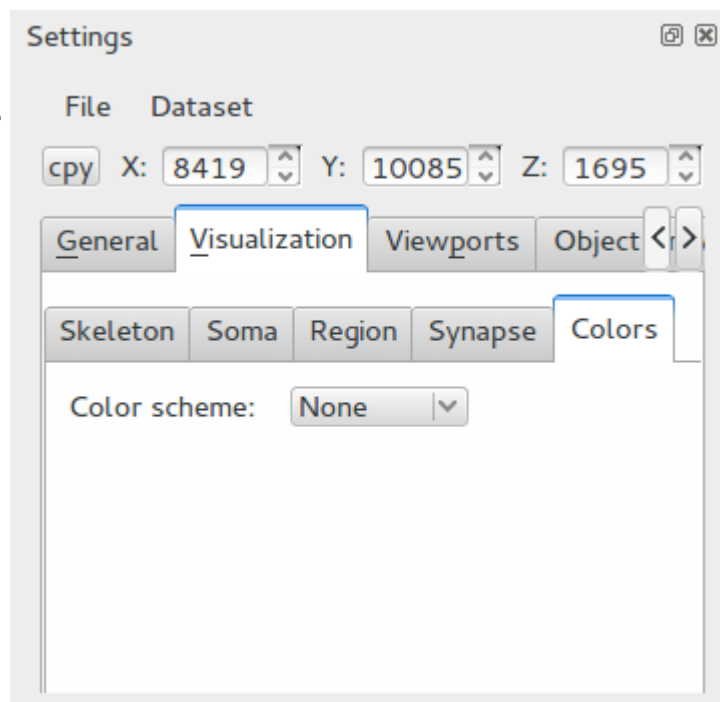 Settings
File Dataset
cpy X: 8419 Y: 10085 Z: 1695
General Visualization Viewports Object
Skeleton Soma Region Synapse Colors
Color scheme: None